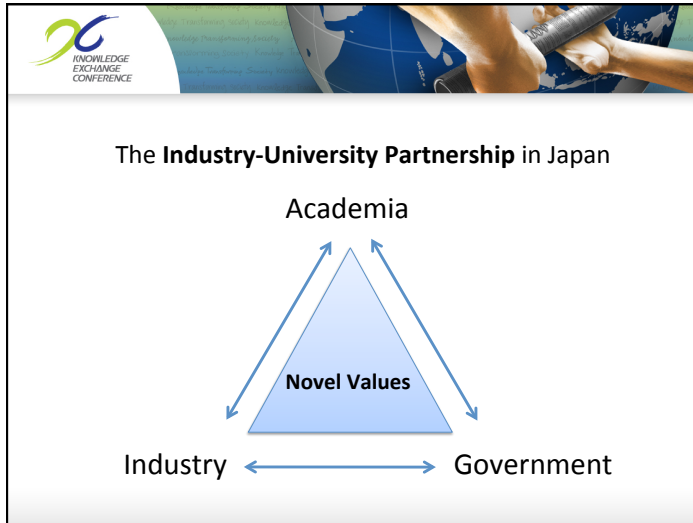 KNOWLEDGE
EXCHANGE
CONFERENCE
The Industry-University Partnership in Japan
Academia
Novel Values
Industry
Government